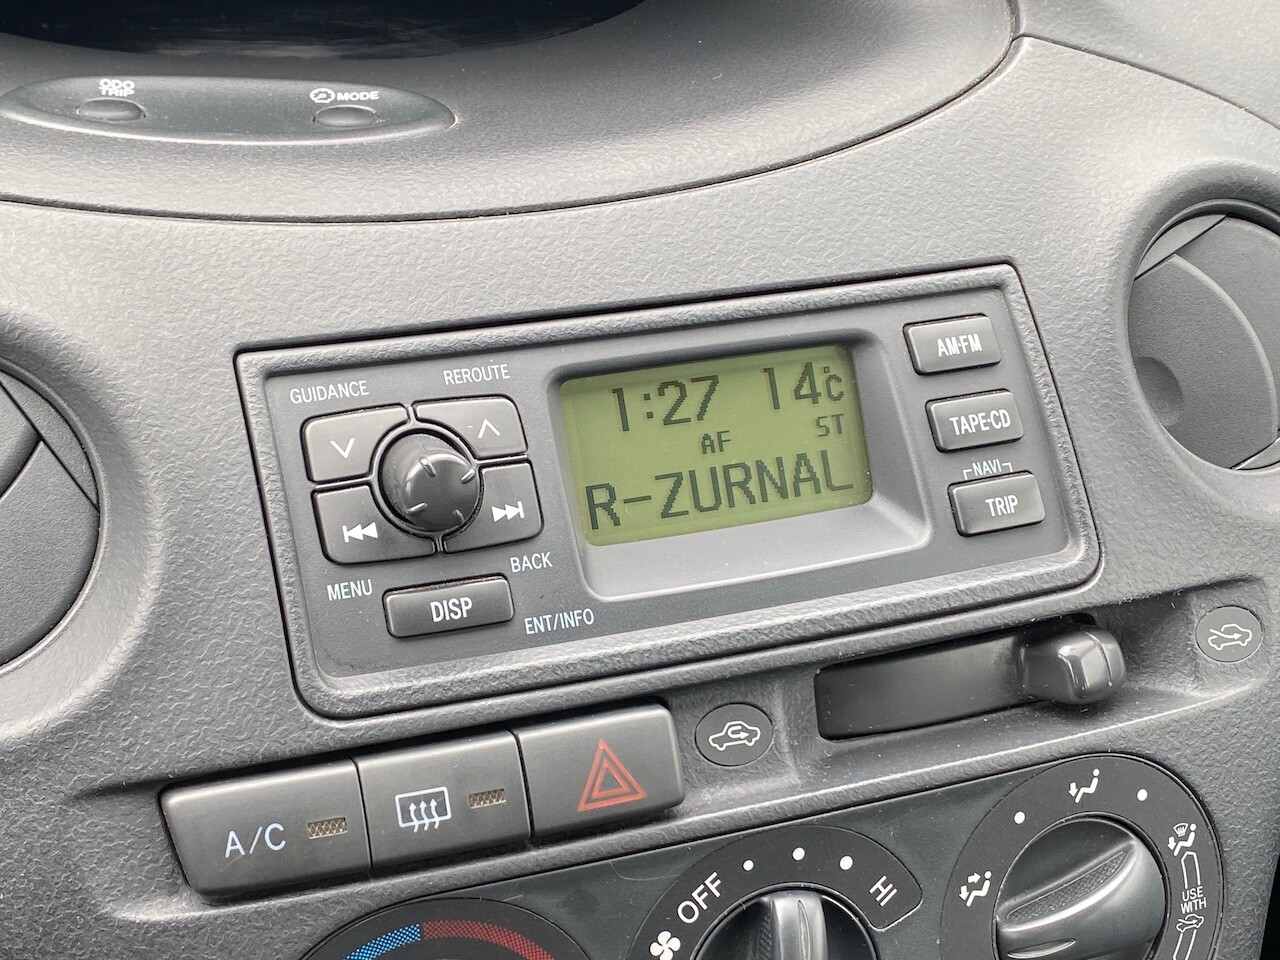 ODO
TRIP
MODE
GUIDANCE
REROUTE
MENU
BACK
DISP
ENT/INFO
1:27 14°C
AF ST
R-ZURNAL
AM·FM
TAPE·CD
NAVI
TRIP
A/C
OFF
HI
USE
WITH